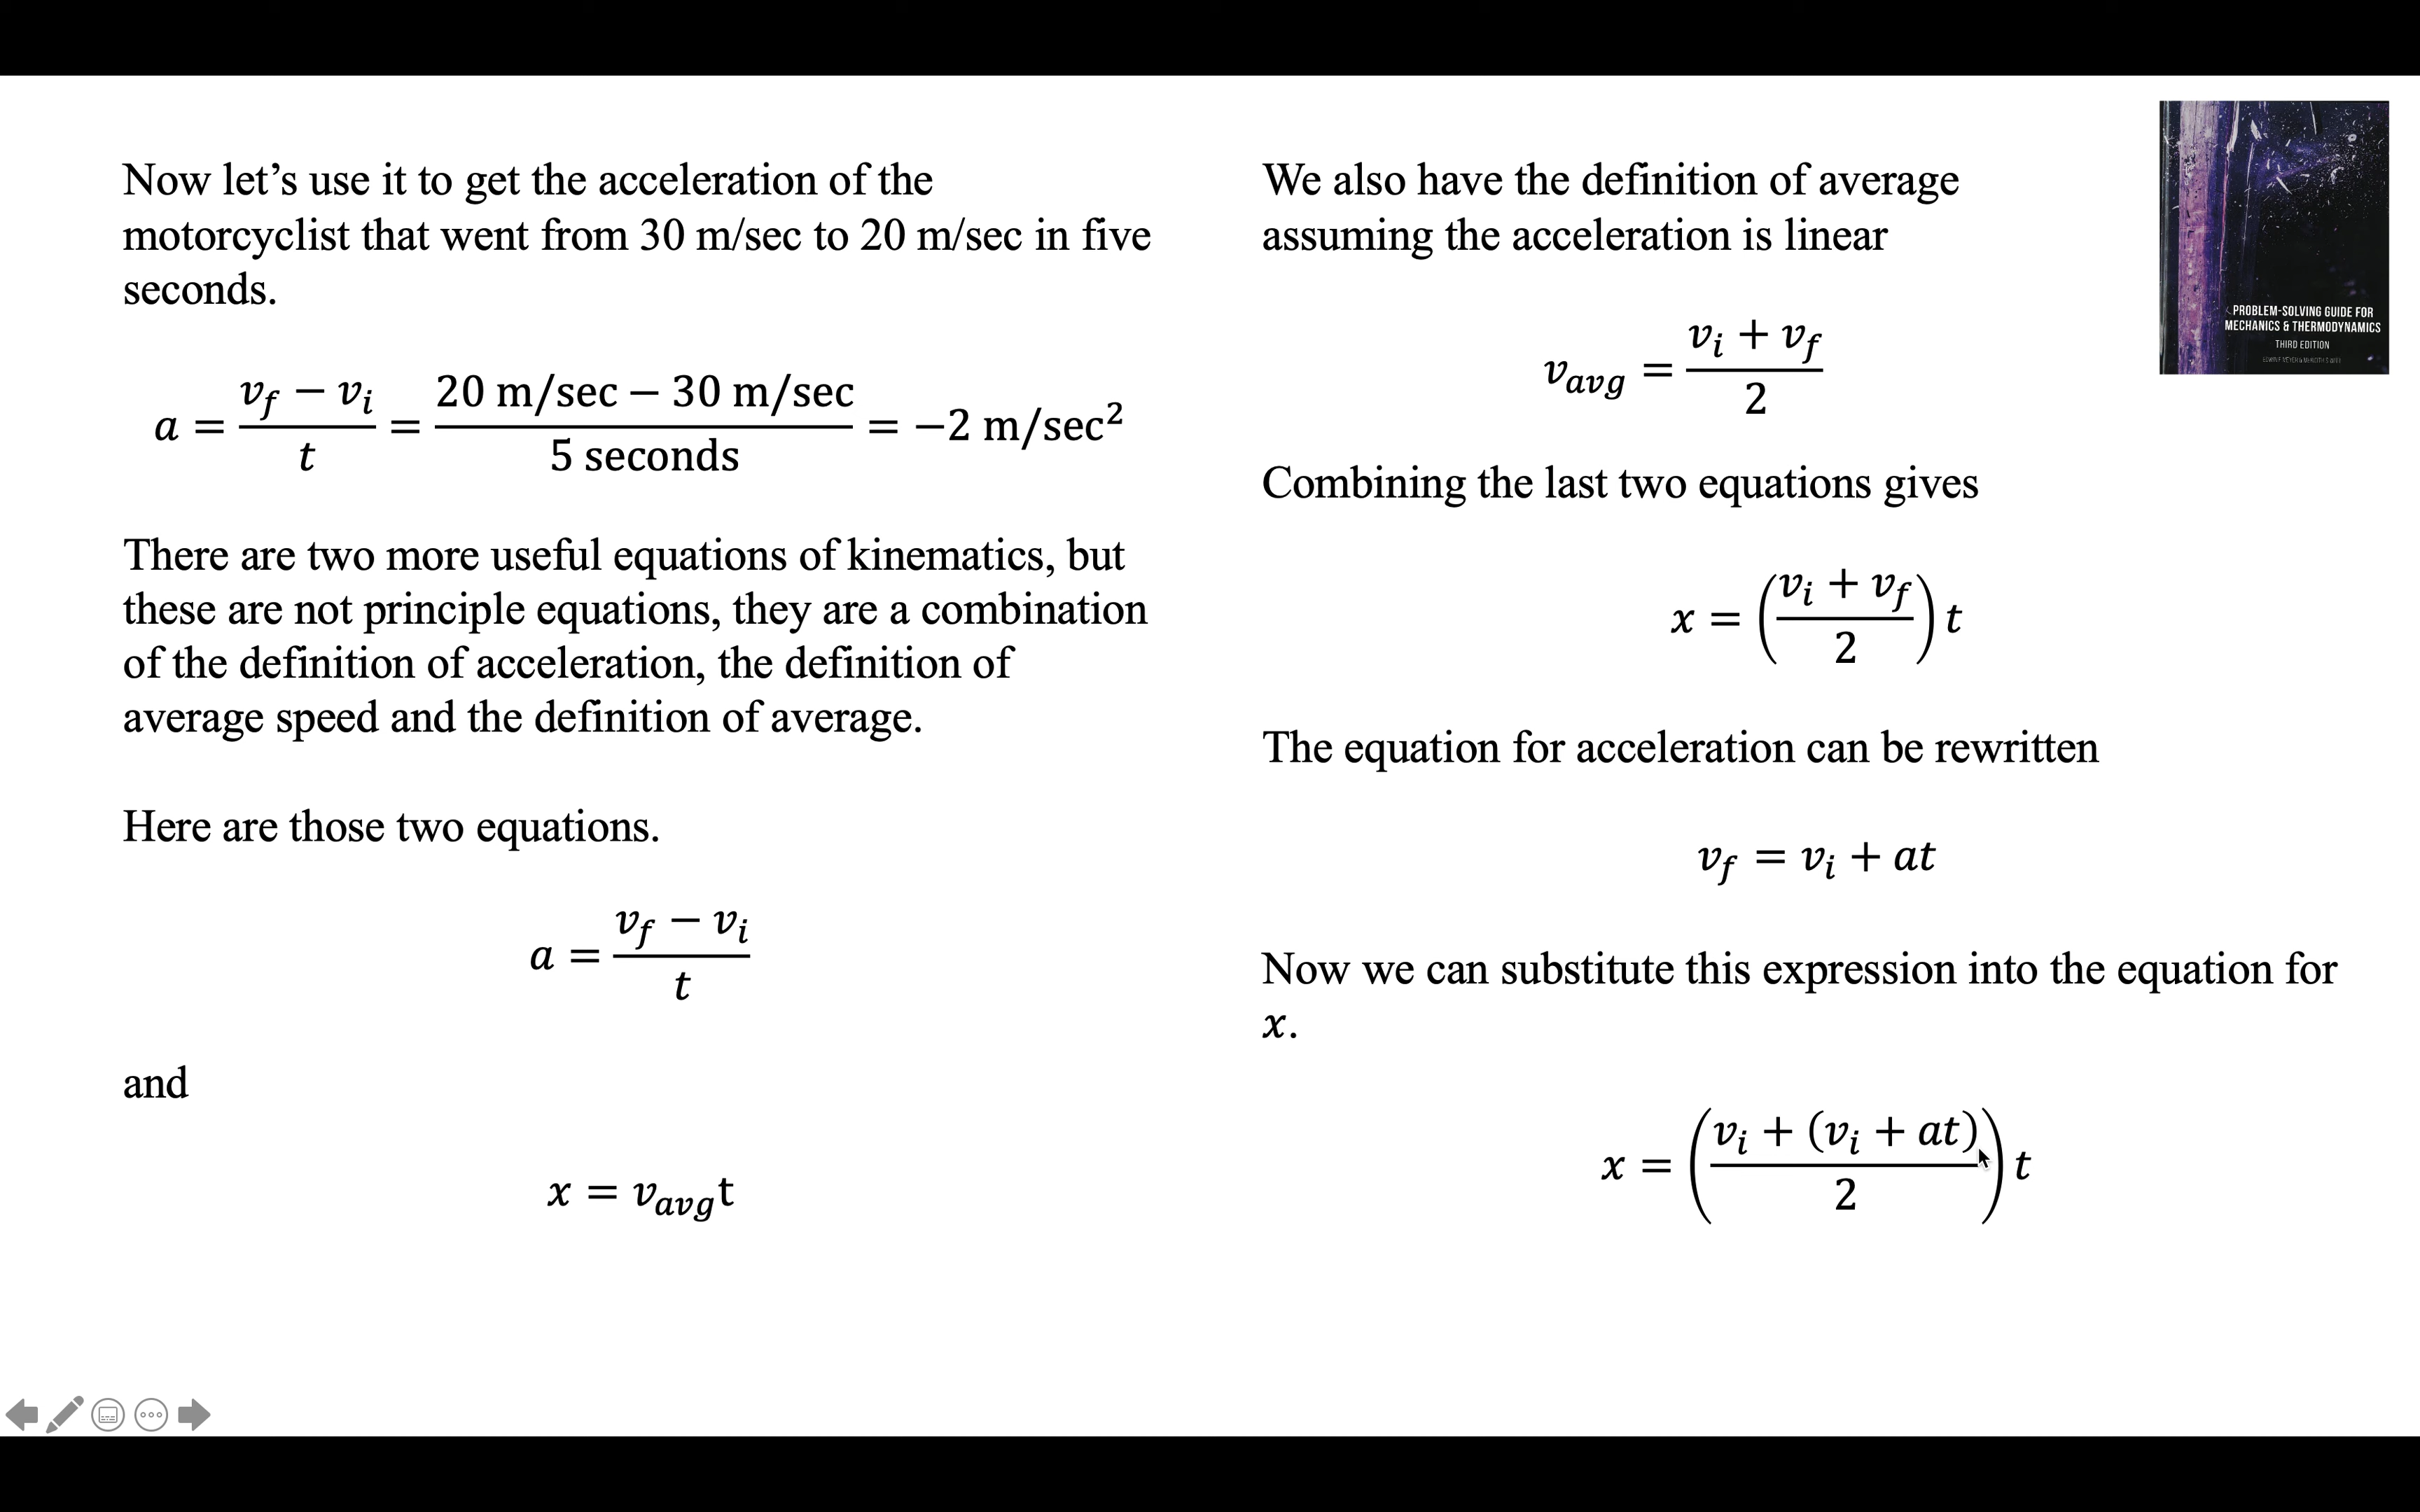 Now let’s use it to get the acceleration of the
motorcyclist that went from 30 m/sec to 20 m/sec in five
seconds.
a = (v_f − v_i)/t = (20 m/sec − 30 m/sec)/(5 seconds) = −2 m/sec²
There are two more useful equations of kinematics, but
these are not principle equations, they are a combination
of the definition of acceleration, the definition of
average speed and the definition of average.
Here are those two equations.
a = (v_f − v_i)/t
and
x = v_avg t
We also have the definition of average
assuming the acceleration is linear
v_avg = (v_i + v_f)/2
Combining the last two equations gives
x = ((v_i + v_f)/2) t
The equation for acceleration can be rewritten
v_f = v_i + at
Now we can substitute this expression into the equation for
x.
x = ((v_i + (v_i + at))/2) t
PROBLEM-SOLVING GUIDE FOR
MECHANICS & THERMODYNAMICS
THIRD EDITION